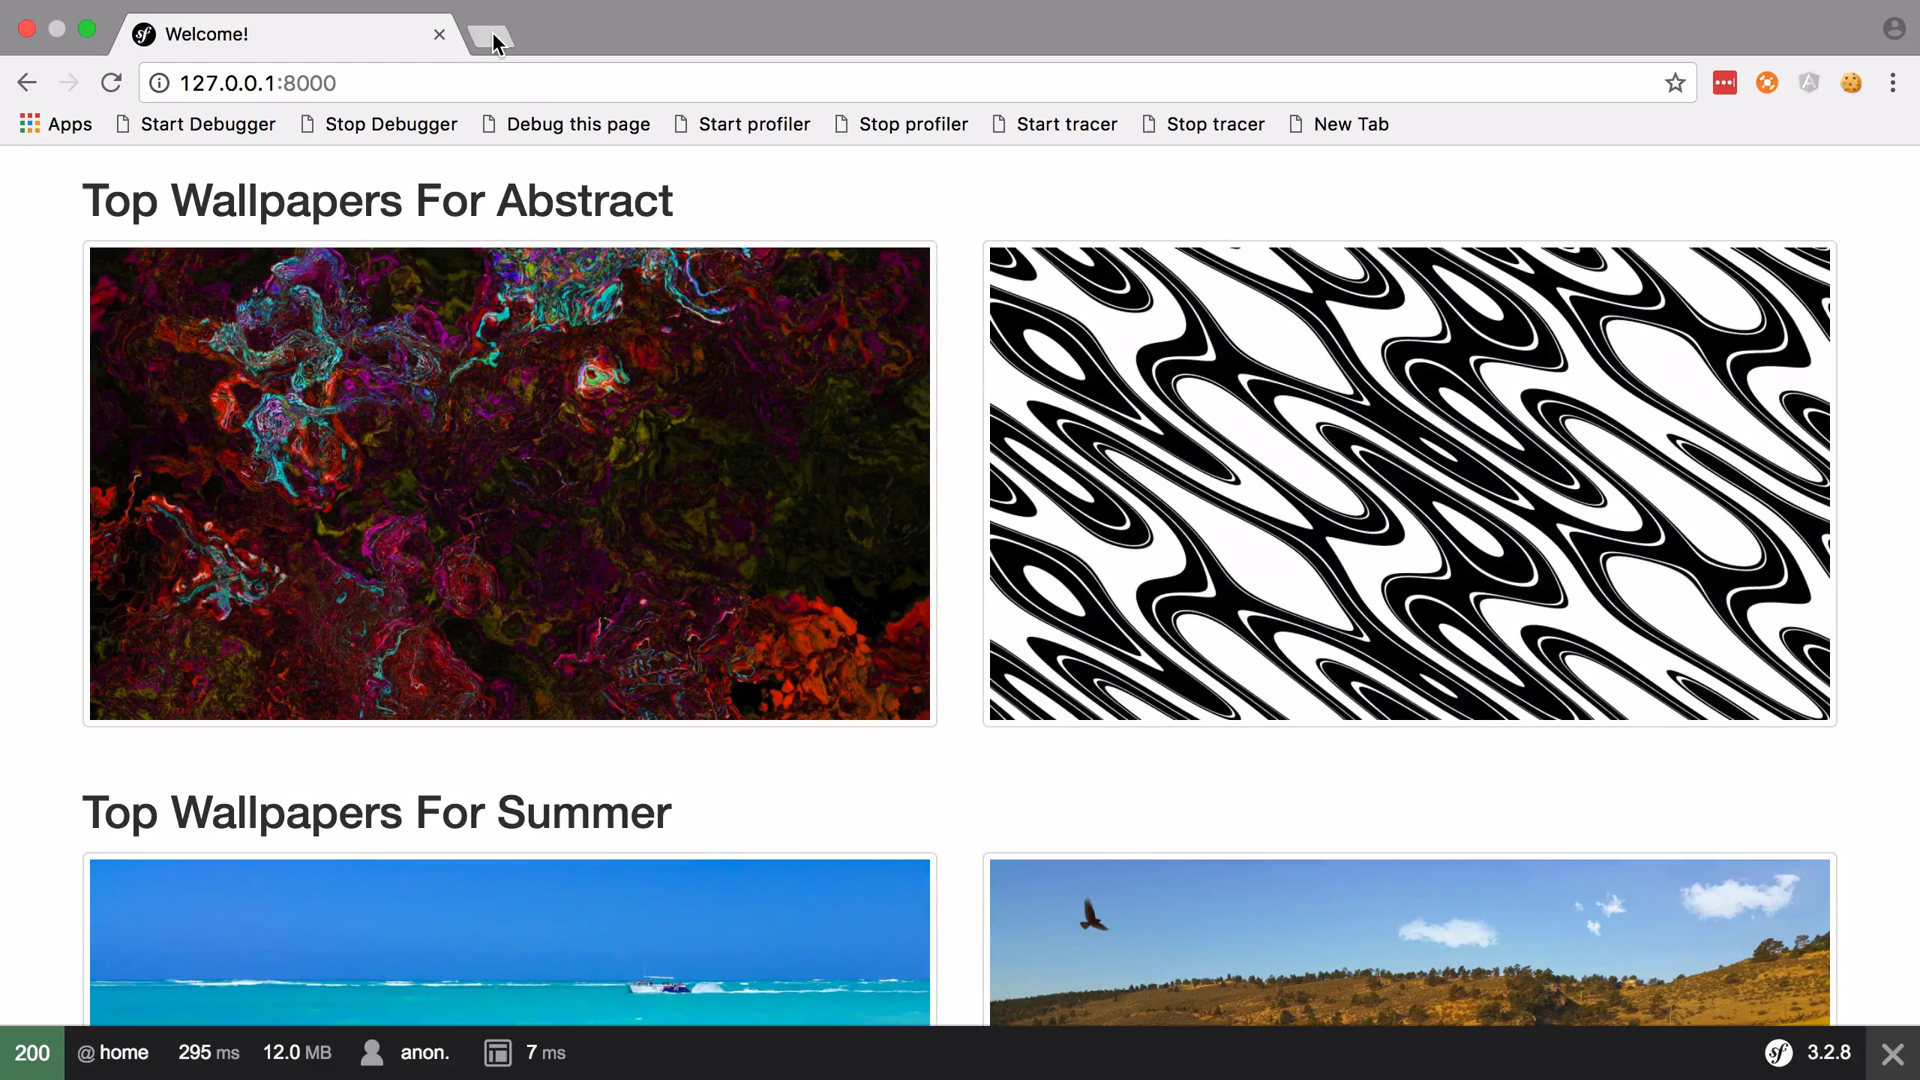 sf Welcome!
127.0.0.1:8000
Apps Start Debugger Stop Debugger Debug this page Start profiler Stop profiler Start tracer Stop tracer New Tab
Top Wallpapers For Abstract
Top Wallpapers For Summer
200 @ home 295 ms 12.0 MB anon. 7 ms sf 3.2.8